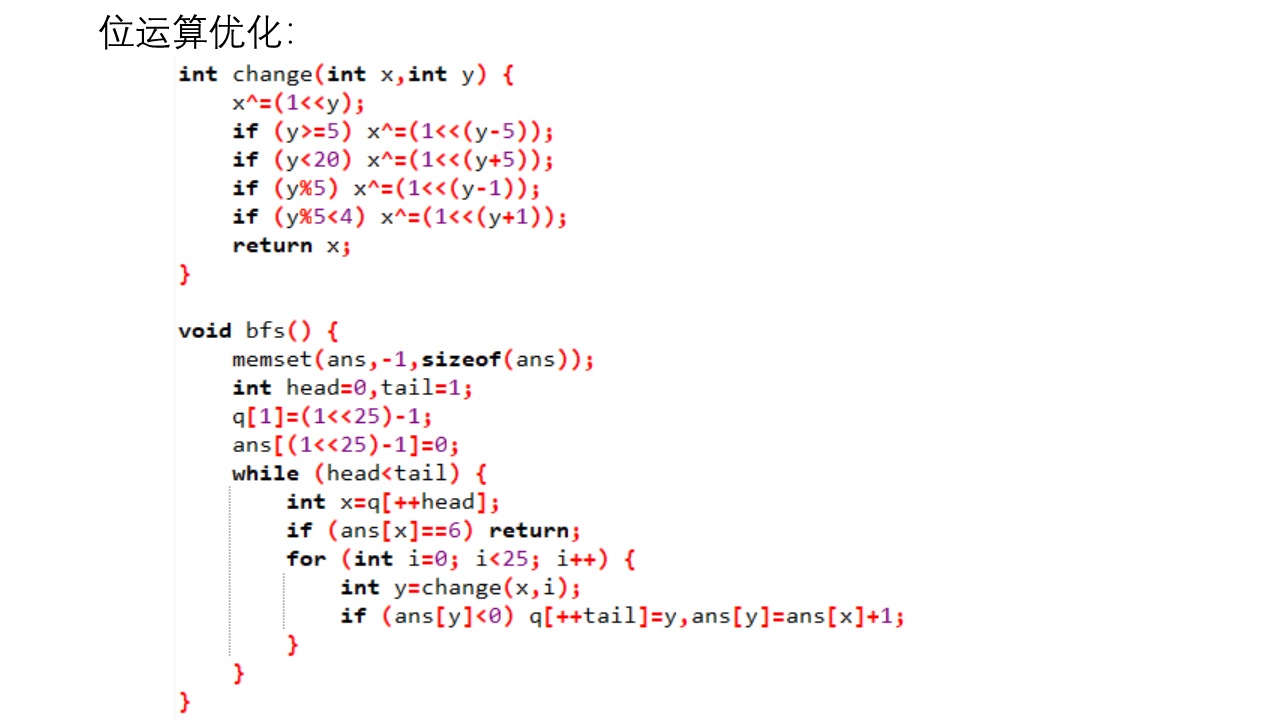 位运算优化：
int change(int x,int y) {
    x^=(1<<y);
    if (y>=5) x^=(1<<(y-5));
    if (y<20) x^=(1<<(y+5));
    if (y%5) x^=(1<<(y-1));
    if (y%5<4) x^=(1<<(y+1));
    return x;
}
void bfs() {
    memset(ans,-1,sizeof(ans));
    int head=0,tail=1;
    q[1]=(1<<25)-1;
    ans[(1<<25)-1]=0;
    while (head<tail) {
        int x=q[++head];
        if (ans[x]==6) return;
        for (int i=0; i<25; i++) {
            int y=change(x,i);
            if (ans[y]<0) q[++tail]=y,ans[y]=ans[x]+1;
        }
    }
}